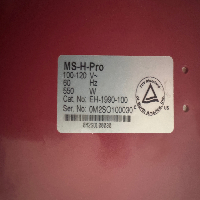 MS-H-Pro
100-120 V~
60 Hz
550 W
Cat. No: EH-1990-100
Ser. No: 0M2SO100030